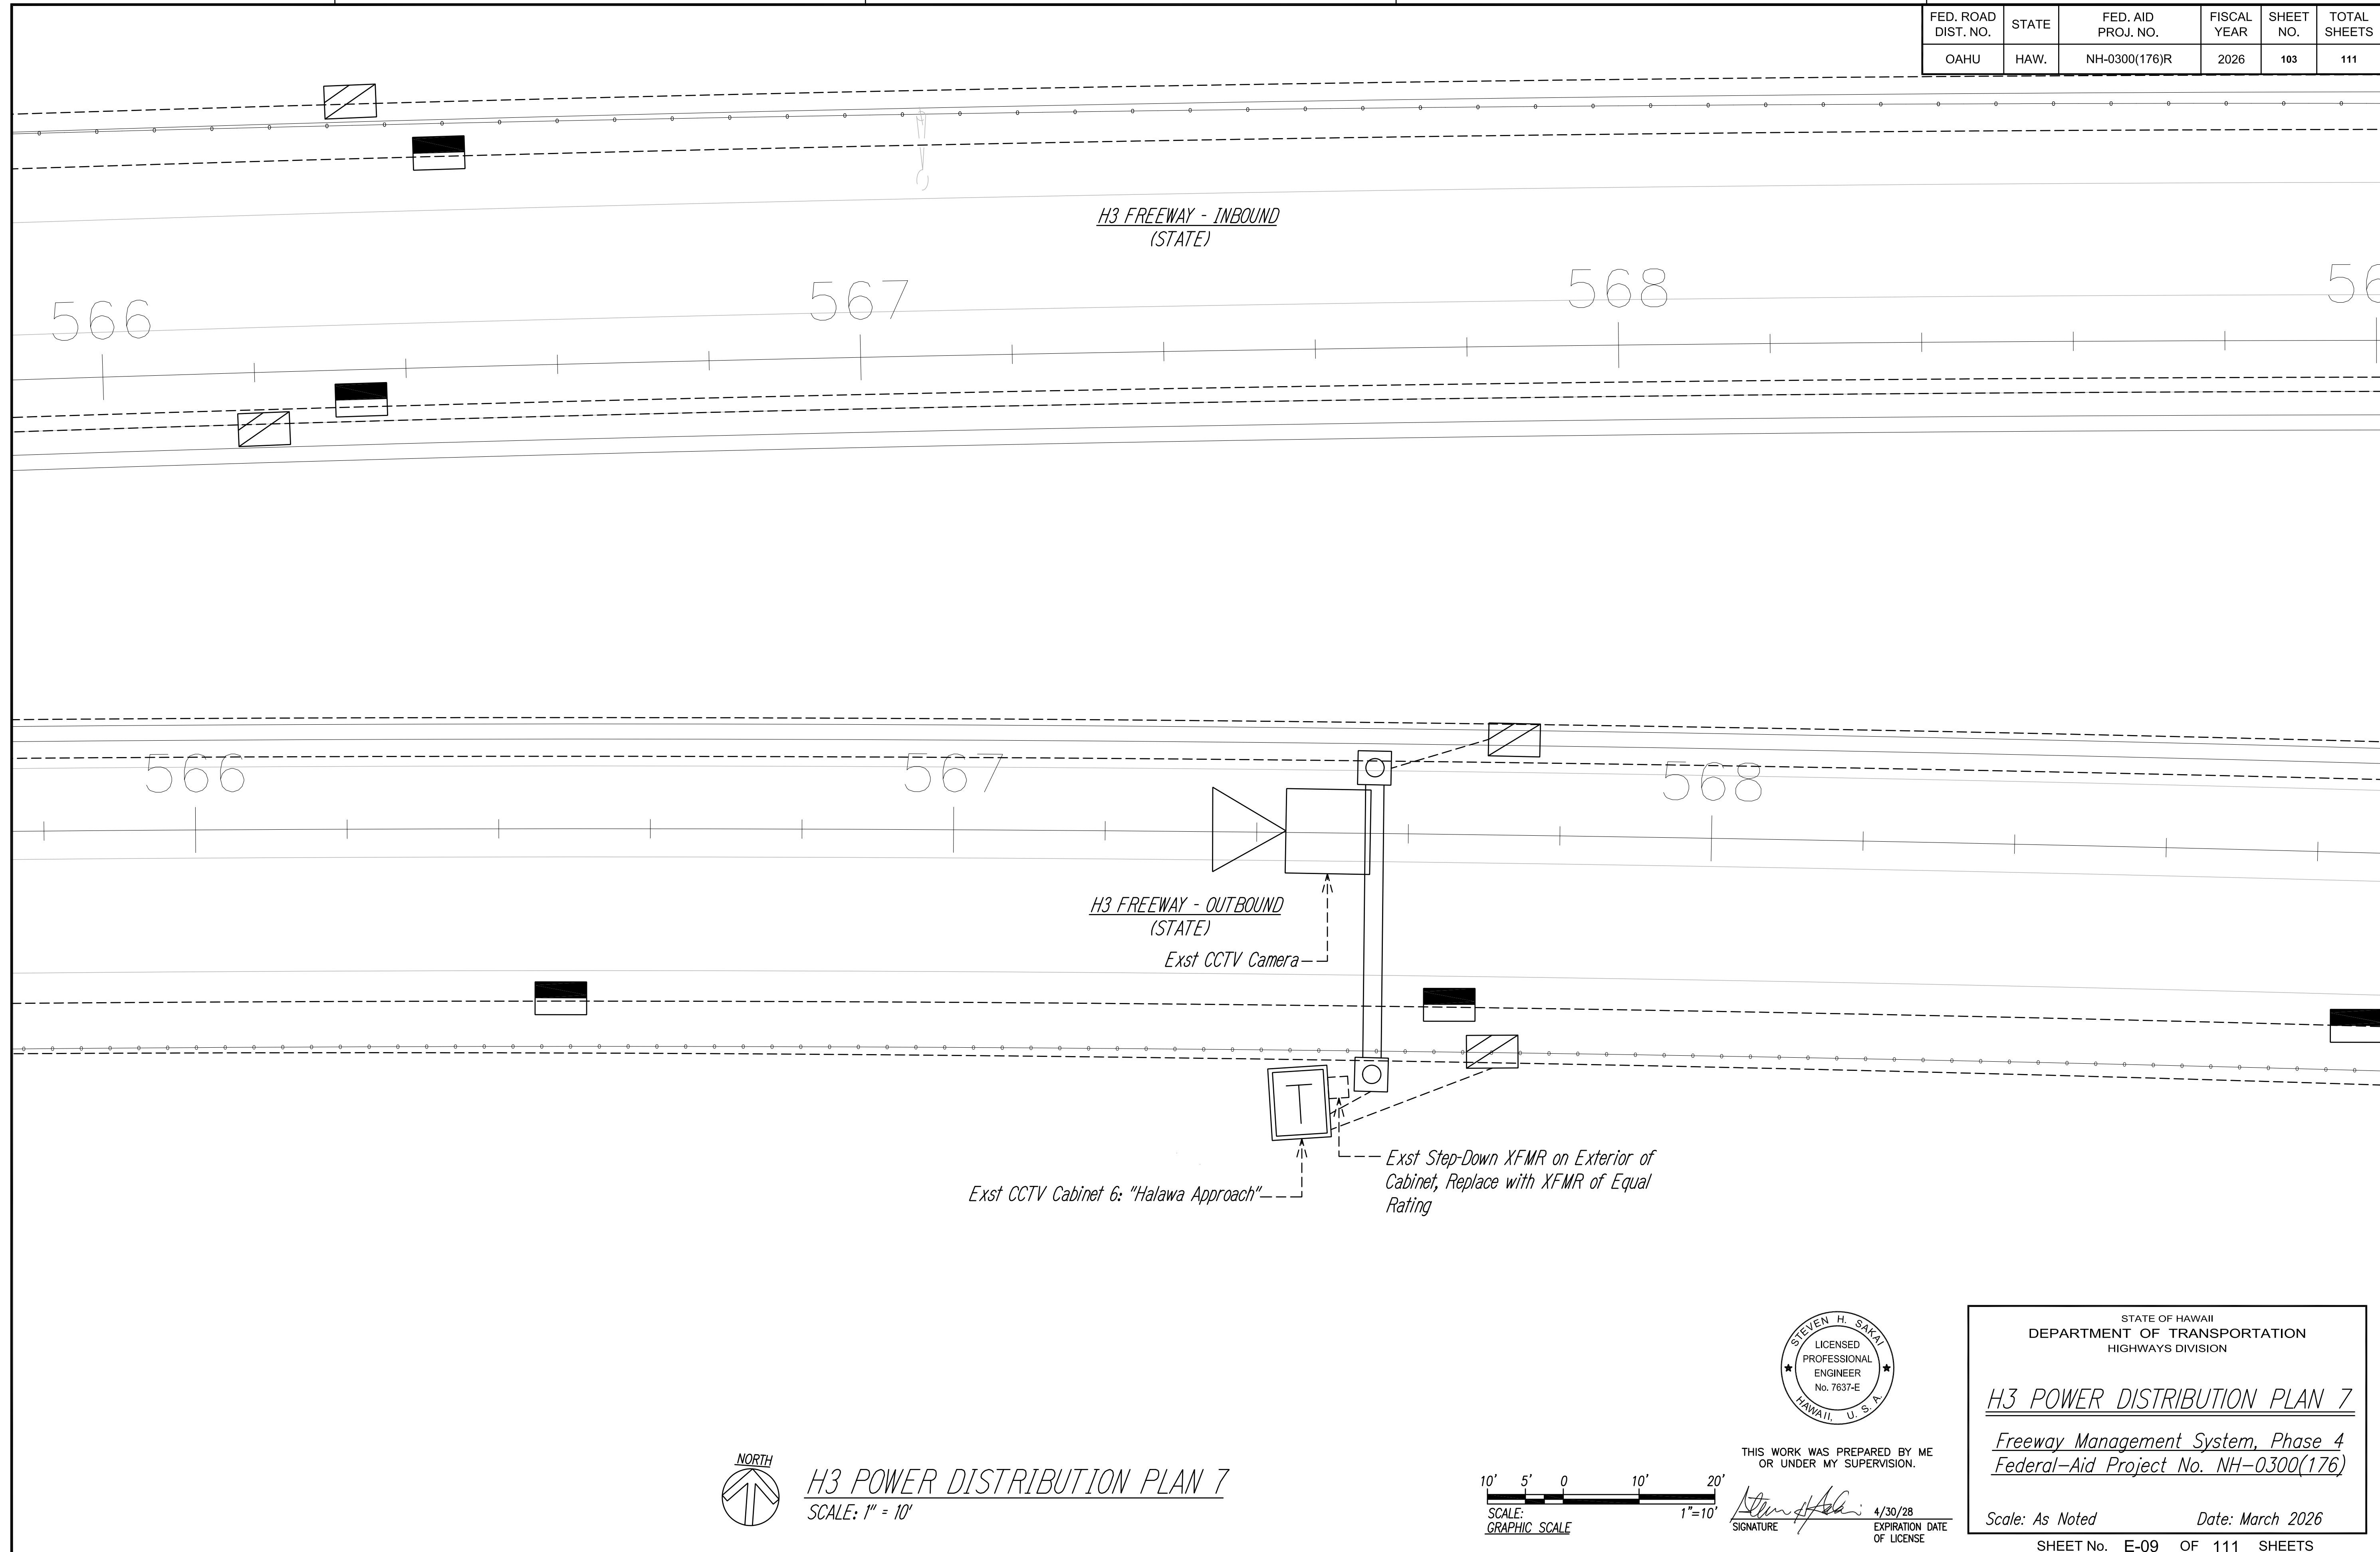 FED. ROAD DIST. NO.
STATE
FED. AID PROJ. NO.
FISCAL YEAR
SHEET NO.
TOTAL SHEETS
OAHU
HAW.
NH-0300(176)R
2026
103
111
H3 FREEWAY - INBOUND
(STATE)
566
567
568
56
566
567
568
H3 FREEWAY - OUTBOUND
(STATE)
Exst CCTV Camera
Exst Step-Down XFMR on Exterior of
Cabinet, Replace with XFMR of Equal
Rating
Exst CCTV Cabinet 6: "Halawa Approach"
T
NORTH
H3 POWER DISTRIBUTION PLAN 7
SCALE: 1" = 10'
10' 5' 0 10' 20'
SCALE: 1"=10'
GRAPHIC SCALE
STEVEN H. SAKAI
LICENSED
PROFESSIONAL
ENGINEER
No. 7637-E
HAWAII, U. S. A.
THIS WORK WAS PREPARED BY ME
OR UNDER MY SUPERVISION.
4/30/28
SIGNATURE
EXPIRATION DATE
OF LICENSE
STATE OF HAWAII
DEPARTMENT OF TRANSPORTATION
HIGHWAYS DIVISION
H3 POWER DISTRIBUTION PLAN 7
Freeway Management System, Phase 4
Federal-Aid Project No. NH-0300(176)
Scale: As Noted Date: March 2026
SHEET No. E-09 OF 111 SHEETS